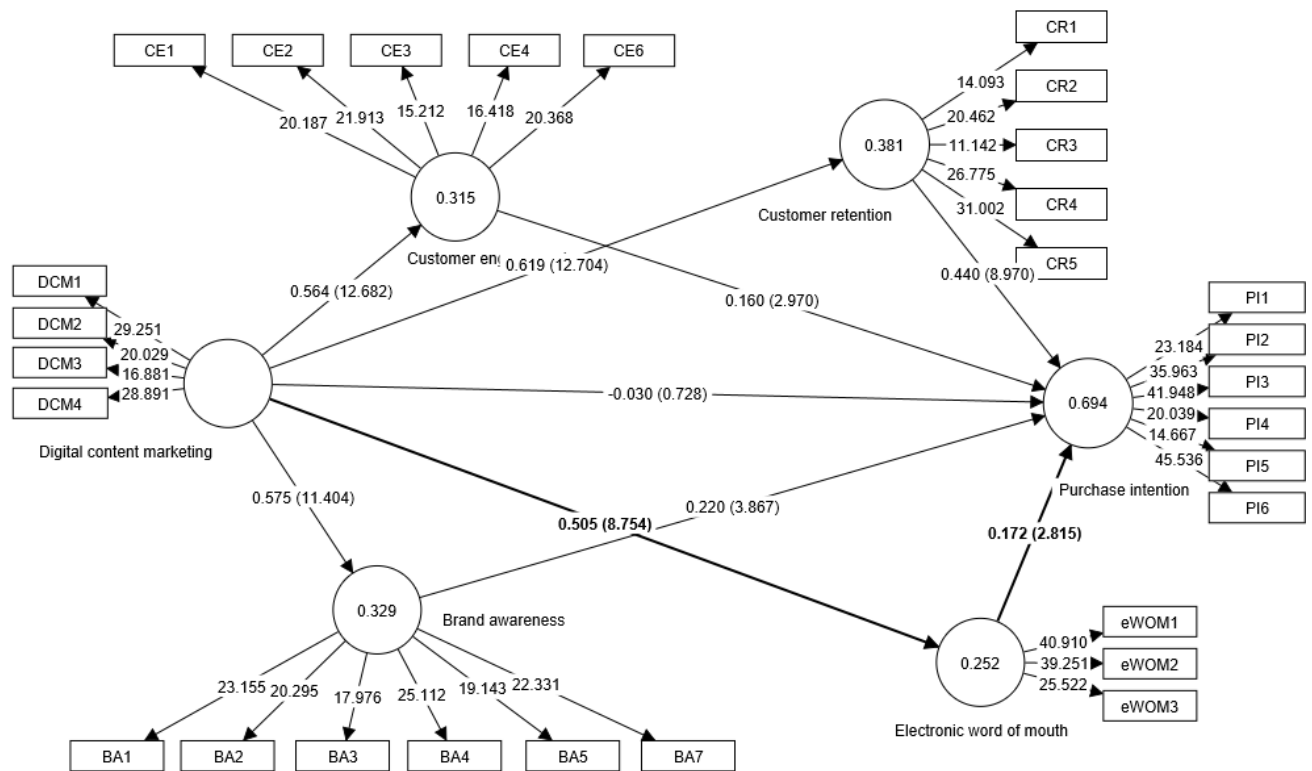 CE1
CE2
CE3
CE4
CE6
20.187
21.913
15.212
16.418
20.368
0.315
Customer eng
CR1
CR2
CR3
CR4
CR5
14.093
20.462
11.142
26.775
31.002
0.381
Customer retention
0.564 (12.682)
0.619 (12.704)
0.160 (2.970)
0.440 (8.970)
DCM1
DCM2
DCM3
DCM4
29.251
20.029
16.881
28.891
Digital content marketing
-0.030 (0.728)
PI1
PI2
PI3
PI4
PI5
PI6
23.184
35.963
41.948
20.039
14.667
45.536
0.694
Purchase intention
0.575 (11.404)
0.505 (8.754)
0.220 (3.867)
0.172 (2.815)
0.329
Brand awareness
23.155
20.295
17.976
25.112
19.143
22.331
BA1
BA2
BA3
BA4
BA5
BA7
0.252
Electronic word of mouth
40.910
39.251
25.522
eWOM1
eWOM2
eWOM3